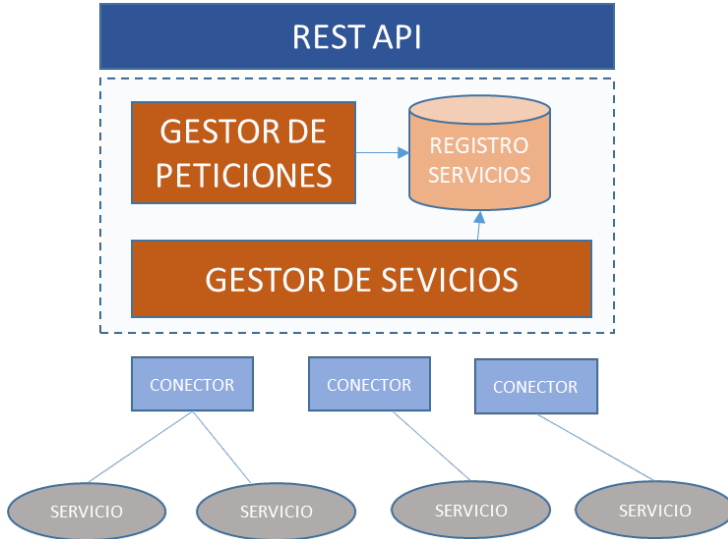 REST API
GESTOR DE
PETICIONES
REGISTRO
SERVICIOS
GESTOR DE SEVICIOS
CONECTOR
CONECTOR
CONECTOR
SERVICIO
SERVICIO
SERVICIO
SERVICIO